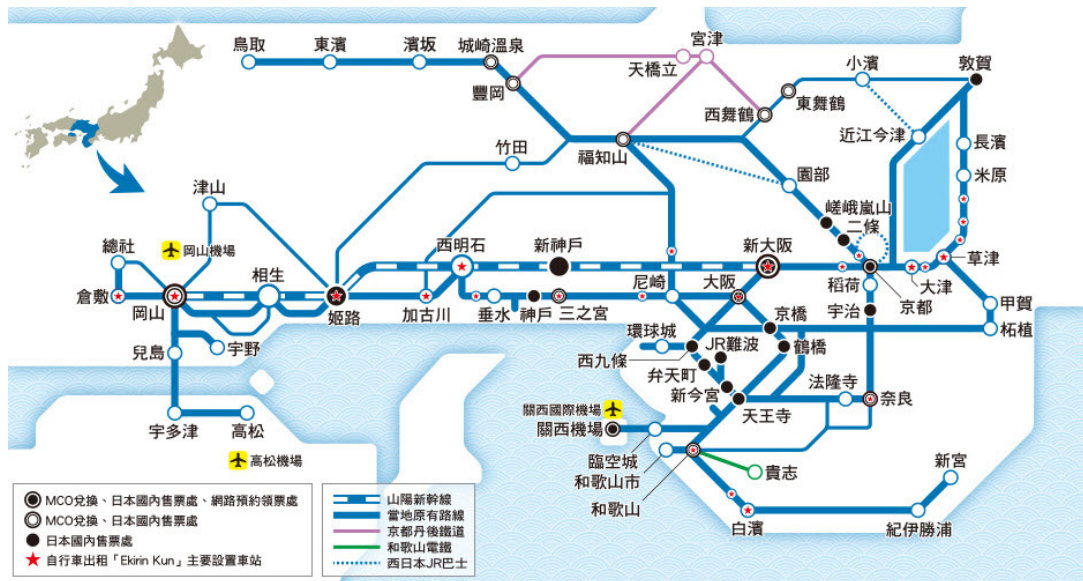 鳥取
東濱
濱坂
城崎溫泉
豐岡
天橋立
宮津
西舞鶴
東舞鶴
小濱
敦賀
近江今津
長濱
米原
竹田
福知山
園部
嵯峨嵐山
二條
津山
岡山機場
總社
倉敷
岡山
相生
姬路
西明石
新神戶
新大阪
草津
大津
京都
稻荷
甲賀
柘植
加古川
垂水
神戶
三之宮
尼崎
大阪
宇治
京橋
鶴橋
環球城
西九條
JR難波
弁天町
新今宮
天王寺
法隆寺
奈良
兒島
宇野
宇多津
高松
高松機場
關西國際機場
關西機場
臨空城
和歌山市
和歌山
貴志
白濱
紀伊勝浦
新宮
MCO兌換、日本國內售票處、網路預約領票處
MCO兌換、日本國內售票處
日本國內售票處
自行車出租「Ekirin Kun」主要設置車站
山陽新幹線
當地原有路線
京都丹後鐵道
和歌山電鐵
西日本JR巴士